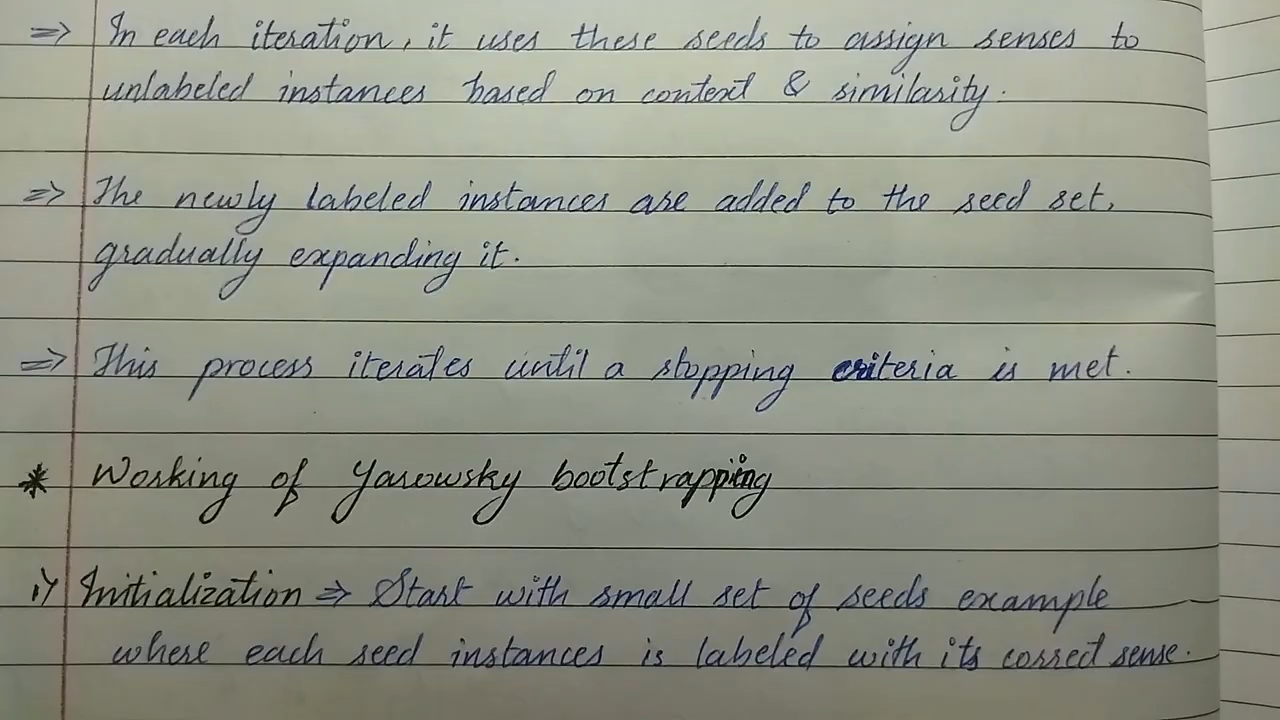 ⇒ In each iteration, it uses these seeds to assign senses to
unlabeled instances based on context & similarity.
⇒ The newly labeled instances are added to the seed set,
gradually expanding it.
⇒ This process iterates until a stopping criteria is met.
* Working of Yarowsky bootstrapping
i) Initialization ⇒ Start with small set of seeds example
where each seed instances is labeled with its correct sense.